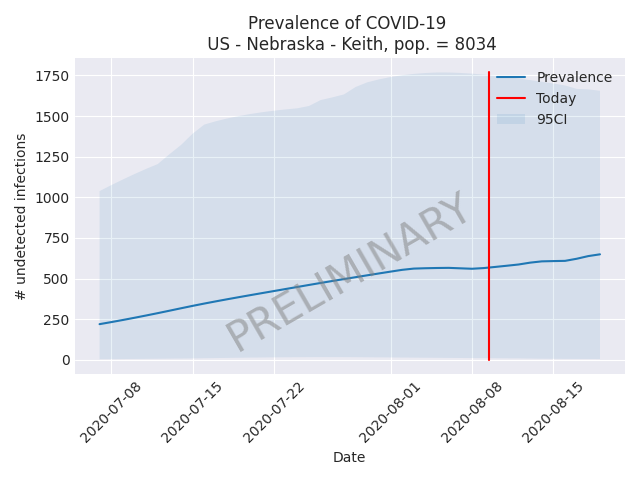 Prevalence of COVID-19
US - Nebraska - Keith, pop. = 8034
# undetected infections
1750
1500
1250
1000
750
500
250
0
Prevalence
Today
95CI
PRELIMINARY
2020-07-08
2020-07-15
2020-07-22
2020-08-01
2020-08-08
2020-08-15
Date